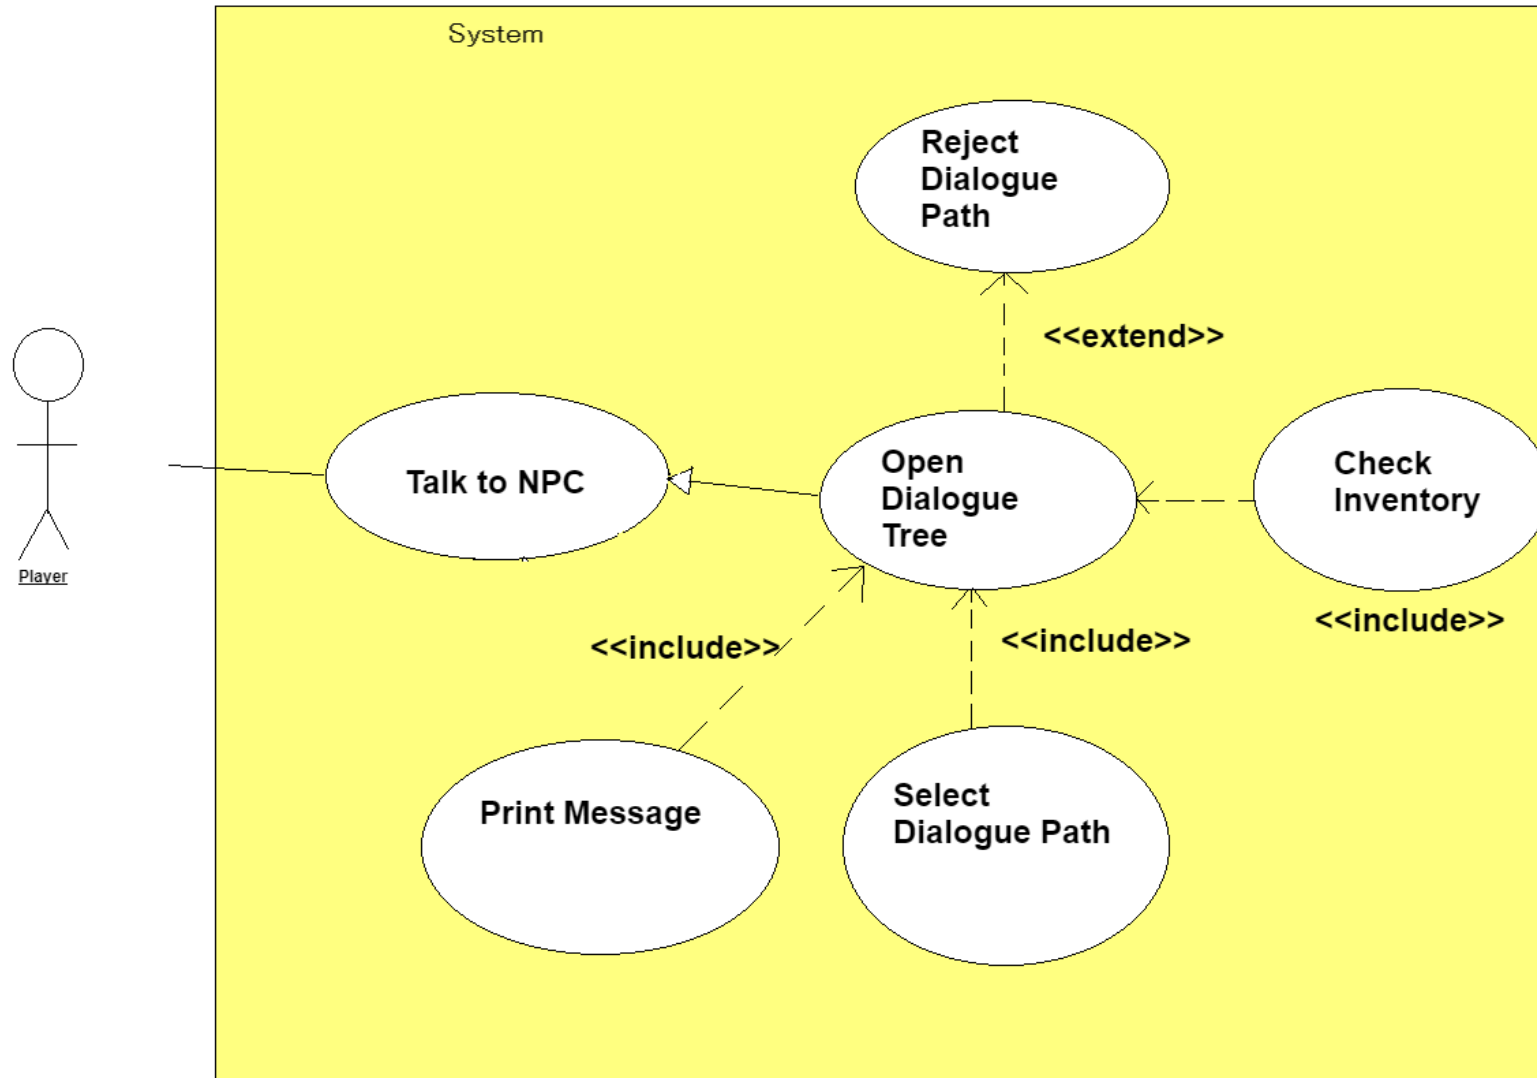 System
Reject
Dialogue
Path
<<extend>>
Player
Talk to NPC
Open
Dialogue
Tree
Check
Inventory
<<include>>
<<include>>
<<include>>
Print Message
Select
Dialogue Path